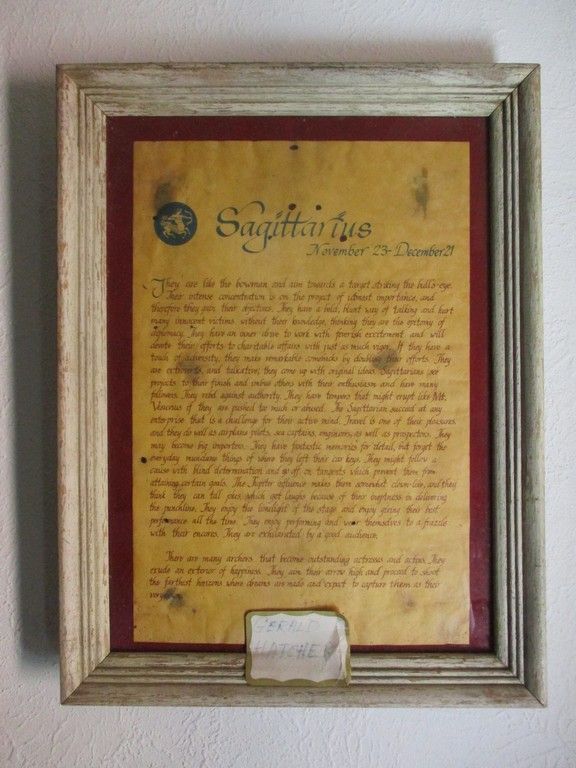 Sagittarius
November 23-December 21
They are like the bowman and aim towards a target striking the bull's-eye.
Their intense concentration is on the project of utmost importance, and
therefore they gain their objectives. They have a bold, blunt way of talking and hurt
many innocent victims without their knowledge, thinking they are the epitome of
diplomacy. They have an inner drive to work with feverish excitement and will
devote their efforts to charitable affairs with just as much vigor. If they have a
touch of adversity, they make remarkable comebacks by doubling their efforts. They
are extroverts, and talkative; they come up with original ideas. Sagittarians see
projects to their finish and imbue others with their enthusiasm and have many
followers. They rebel against authority. They have tempers that might erupt like Mt.
Vesuvius if they are pushed too much or abused. The Sagittarian succeed at any
enterprise that is a challenge for their active mind. Travel is one of their pleasures
and they do well as airplane pilots, sea captains, engineers, as well as prospectors. They
may become big importers. They have fantastic memories for detail, but forget the
everyday mundane things of where they left their car keys. They might follow a
cause with blind determination and go off on tangents which prevent them from
attaining certain goals. The Jupiter influence makes them somewhat clown-like, and they
think they can tell jokes which get laughs because of their ineptness in delivering
the punchline. They enjoy the limelight of the stage and enjoy giving their best
performance all the time. They enjoy performing and wear themselves to a frazzle
with their encores. They are exhilarated by a good audience.
There are many archers that become outstanding actresses and actors. They
exude an exterior of happiness. They aim their arrow high and proceed to shoot
the farthest horizons where dreams are made and expect to capture them as their
very
GERALD
HATCHE